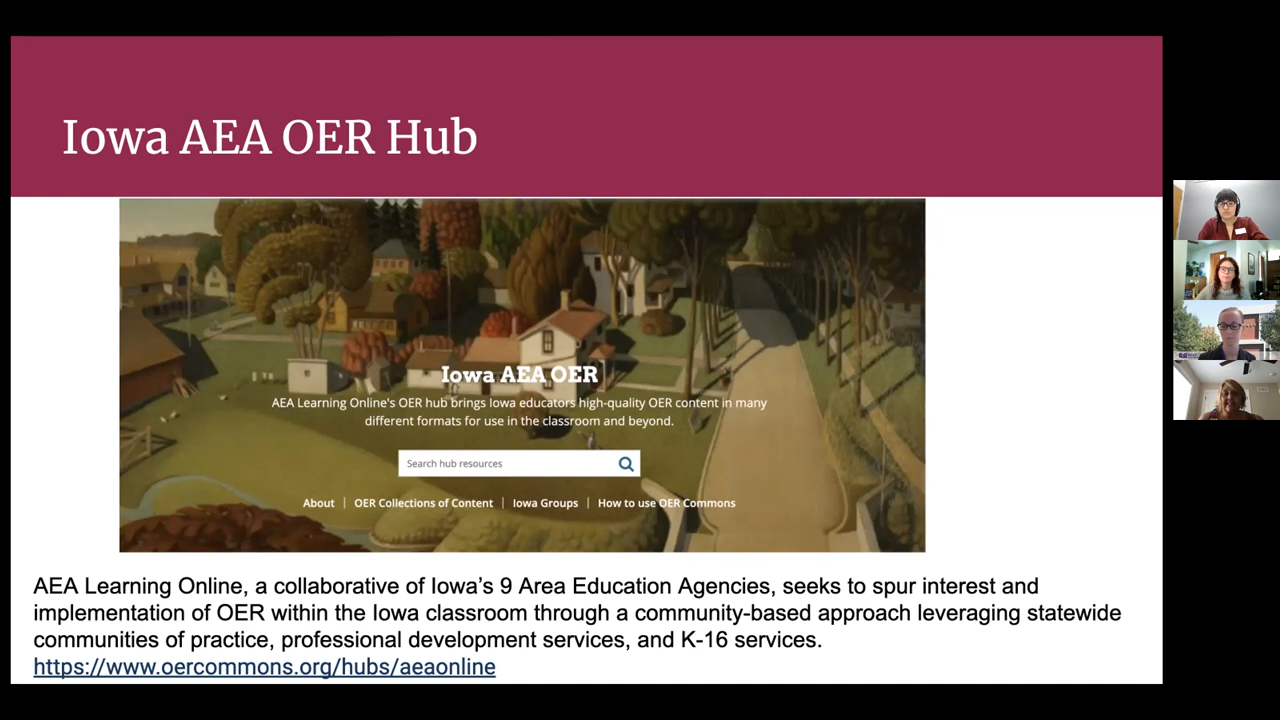 Iowa AEA OER Hub
Iowa AEA OER
AEA Learning Online's OER hub brings Iowa educators high-quality OER content in many
different formats for use in the classroom and beyond.
Search hub resources
About | OER Collections of Content | Iowa Groups | How to use OER Commons
AEA Learning Online, a collaborative of Iowa’s 9 Area Education Agencies, seeks to spur interest and
implementation of OER within the Iowa classroom through a community-based approach leveraging statewide
communities of practice, professional development services, and K-16 services.
https://www.oercommons.org/hubs/aeaonline